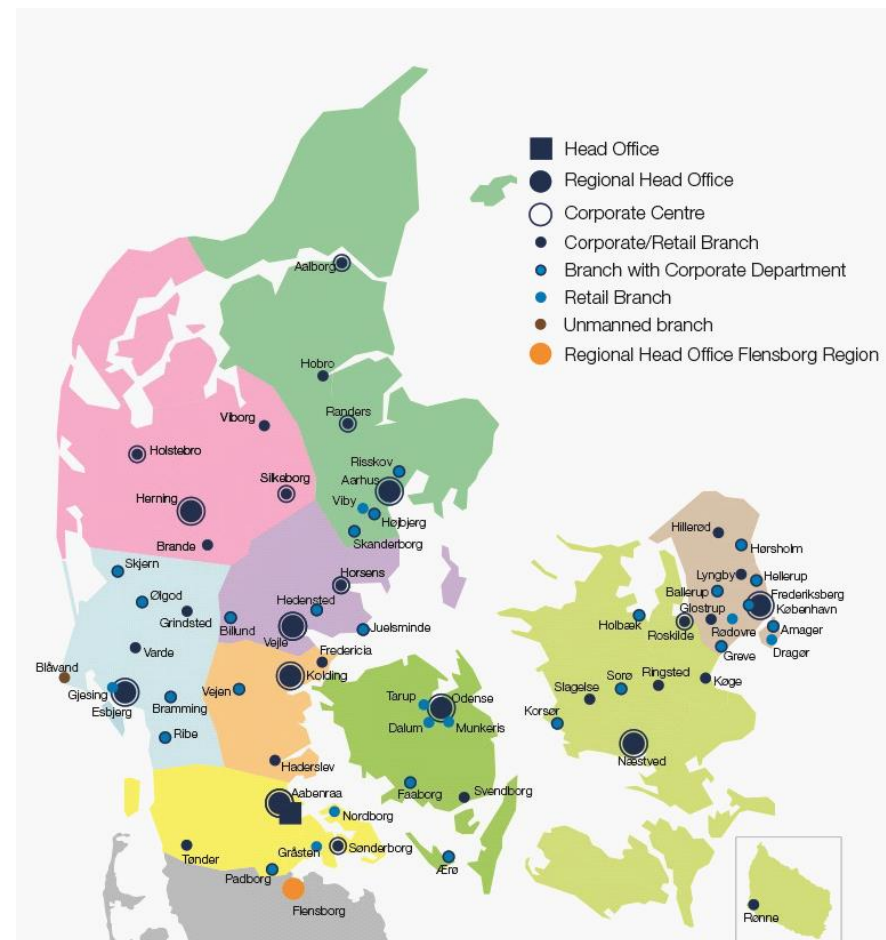 Head Office
Regional Head Office
Corporate Centre
Corporate/Retail Branch
Branch with Corporate Department
Retail Branch
Unmanned branch
Regional Head Office Flensborg Region
Aalborg
Hobro
Viborg
Randers
Holstebro
Risskov
Silkeborg
Aarhus
Herning
Viby
Højbjerg
Brande
Skanderborg
Hillerød
Hørsholm
Skjern
Horsens
Lyngby
Hellerup
Ølgod
Hedensted
Ballerup
Frederiksberg
Grindsted
Billund
Juelsminde
Holbæk
Glostrup
København
Vejle
Roskilde
Rødovre
Amager
Varde
Fredericia
Greve
Dragør
Blåvand
Kolding
Gjesing
Vejen
Tarup
Odense
Sorø
Ringsted
Køge
Esbjerg
Bramming
Slagelse
Dalum
Munkeris
Korsør
Ribe
Næstved
Haderslev
Aabenraa
Faaborg
Svendborg
Nordborg
Tønder
Gråsten
Sønderborg
Padborg
Ærø
Flensborg
Rønne